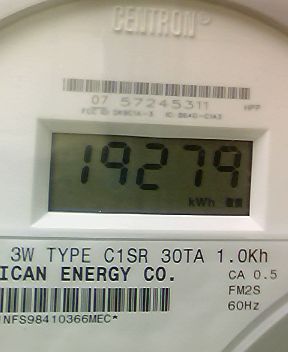 CENTRON®
07 57245311 HPP
19279
kWh
3W TYPE C1SR 30TA 1.0Kh
ICAN ENERGY CO. CA 0.5
FM2S
NFS98410366MEC* 60Hz